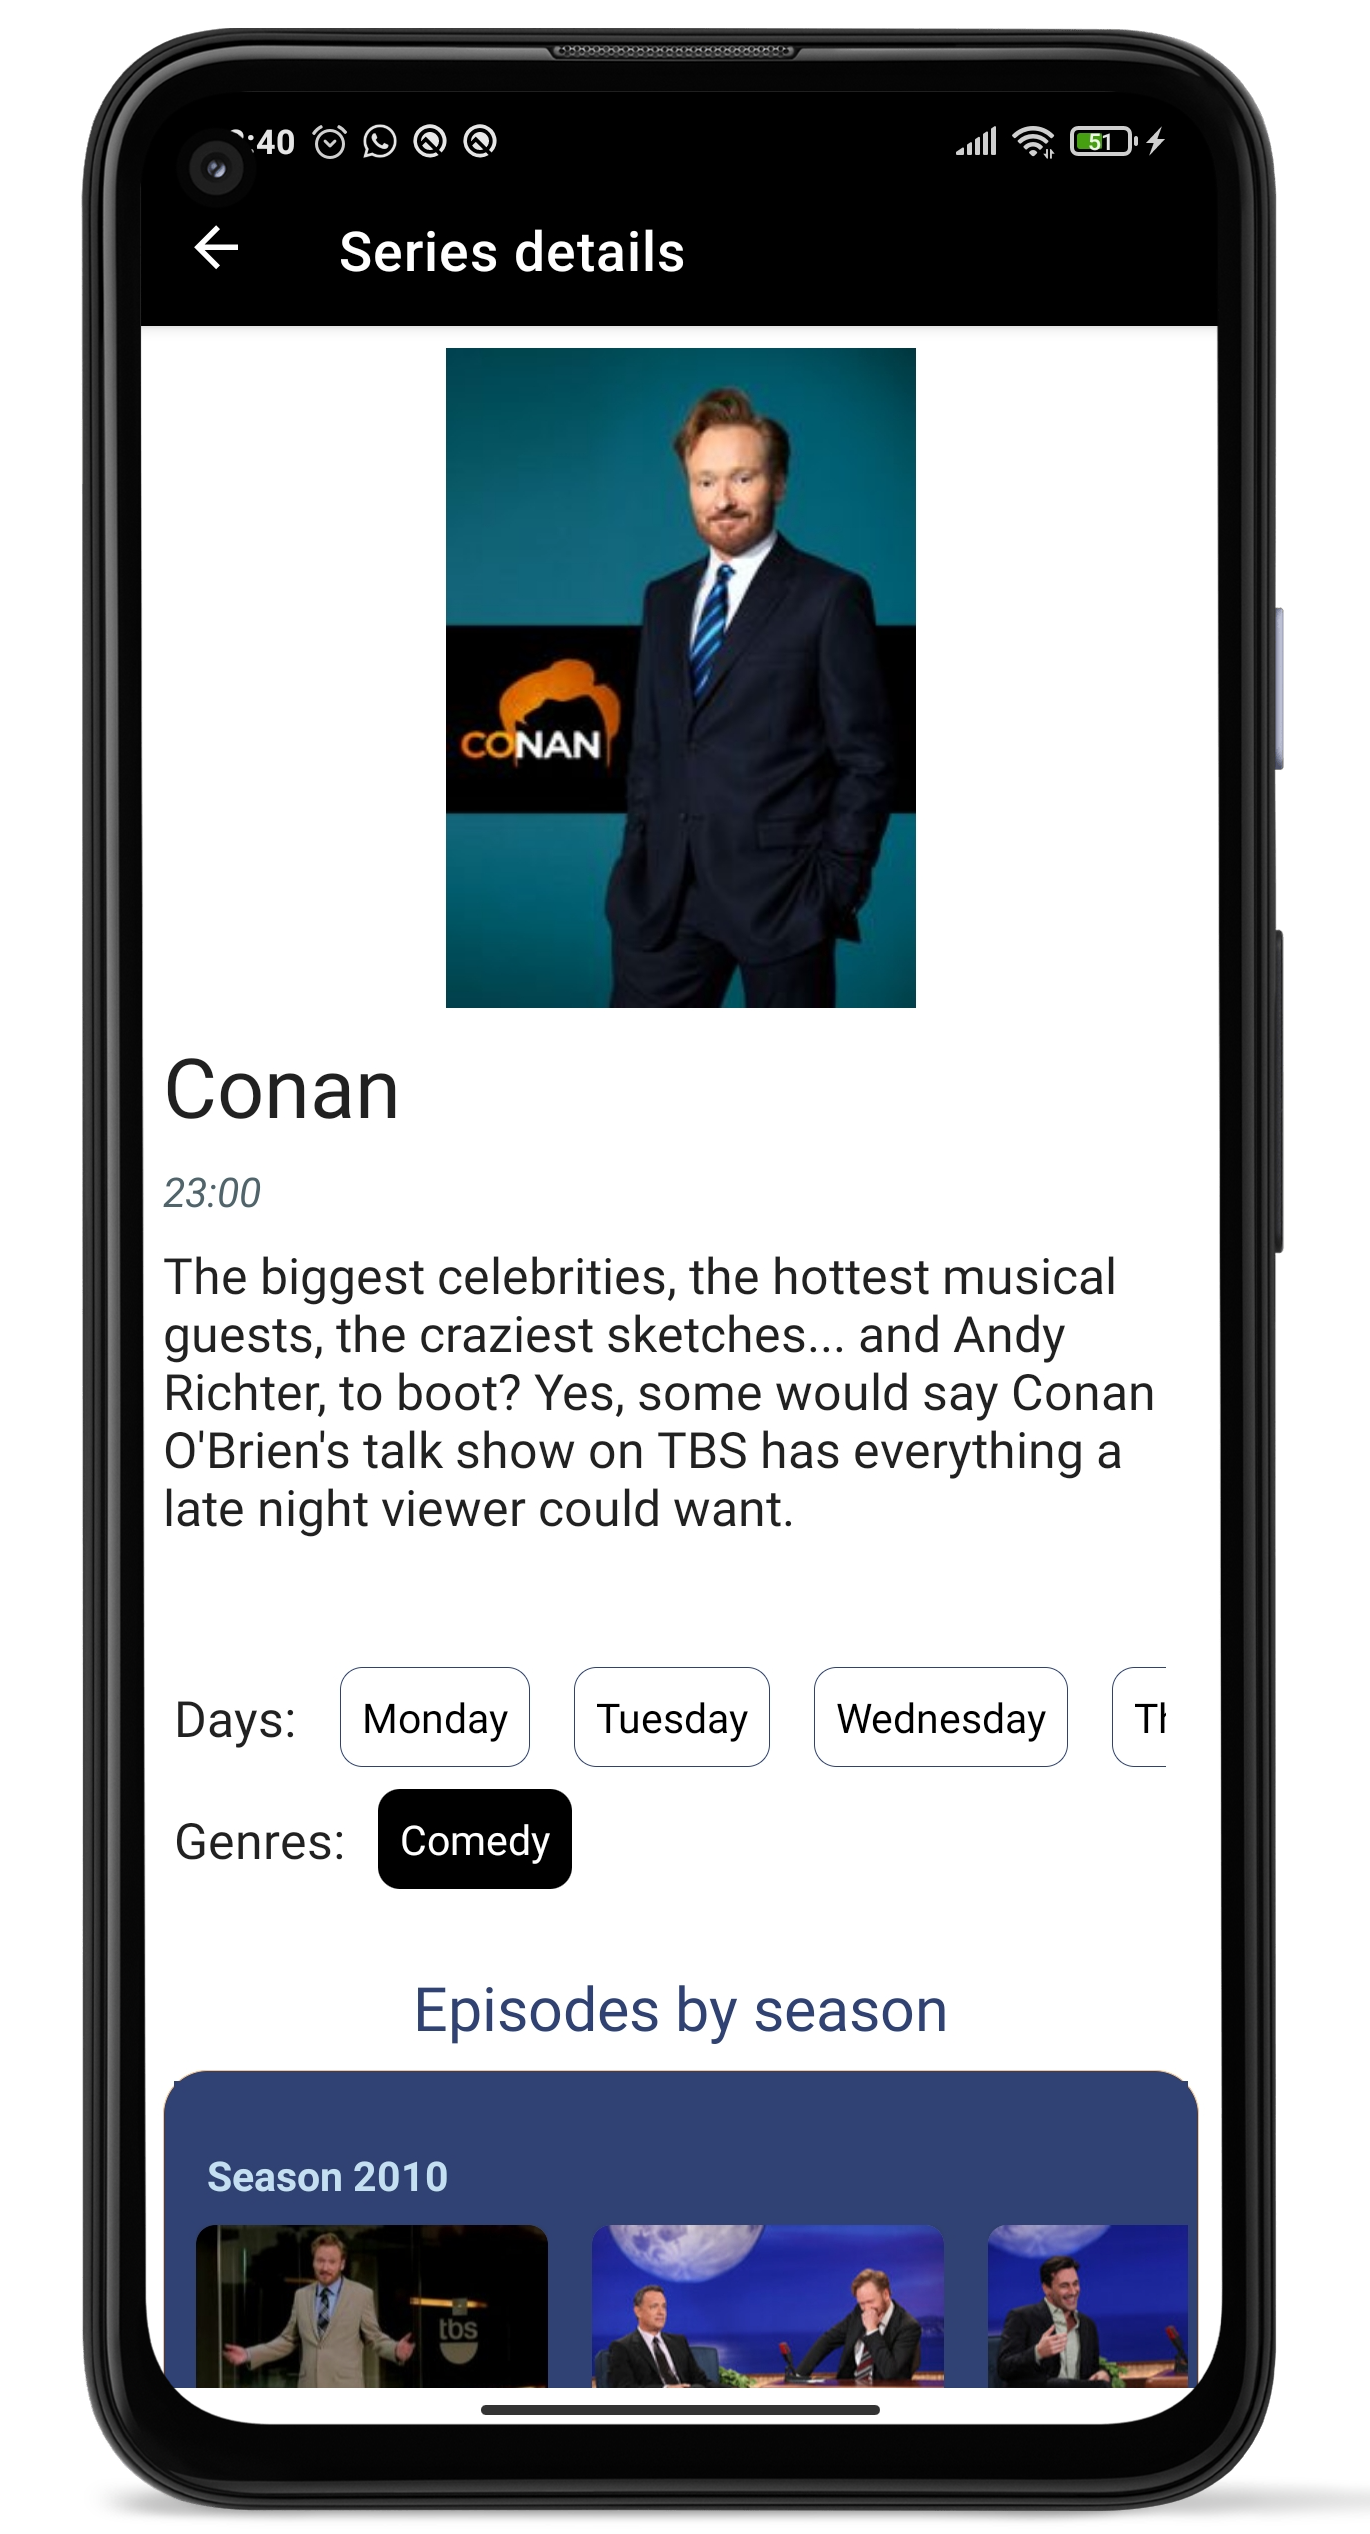 :40
51
Series details
CONAN
Conan
23:00
The biggest celebrities, the hottest musical
guests, the craziest sketches... and Andy
Richter, to boot? Yes, some would say Conan
O'Brien's talk show on TBS has everything a
late night viewer could want.
Days: Monday Tuesday Wednesday
Genres: Comedy
Episodes by season
Season 2010
tbs